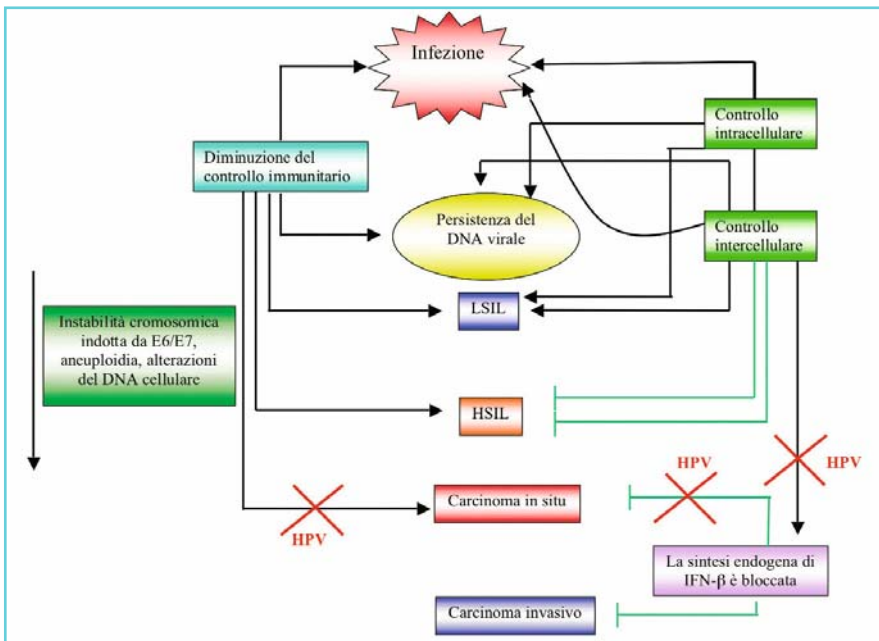 Infezione
Controllo
intracellulare
Diminuzione del
controllo immunitario
Persistenza del
DNA virale
Controllo
intercellulare
Instabilità cromosomica
indotta da E6/E7,
aneuploidia, alterazioni
del DNA cellulare
LSIL
HSIL
HPV
HPV
Carcinoma in situ
HPV
La sintesi endogena di
IFN-β è bloccata
Carcinoma invasivo